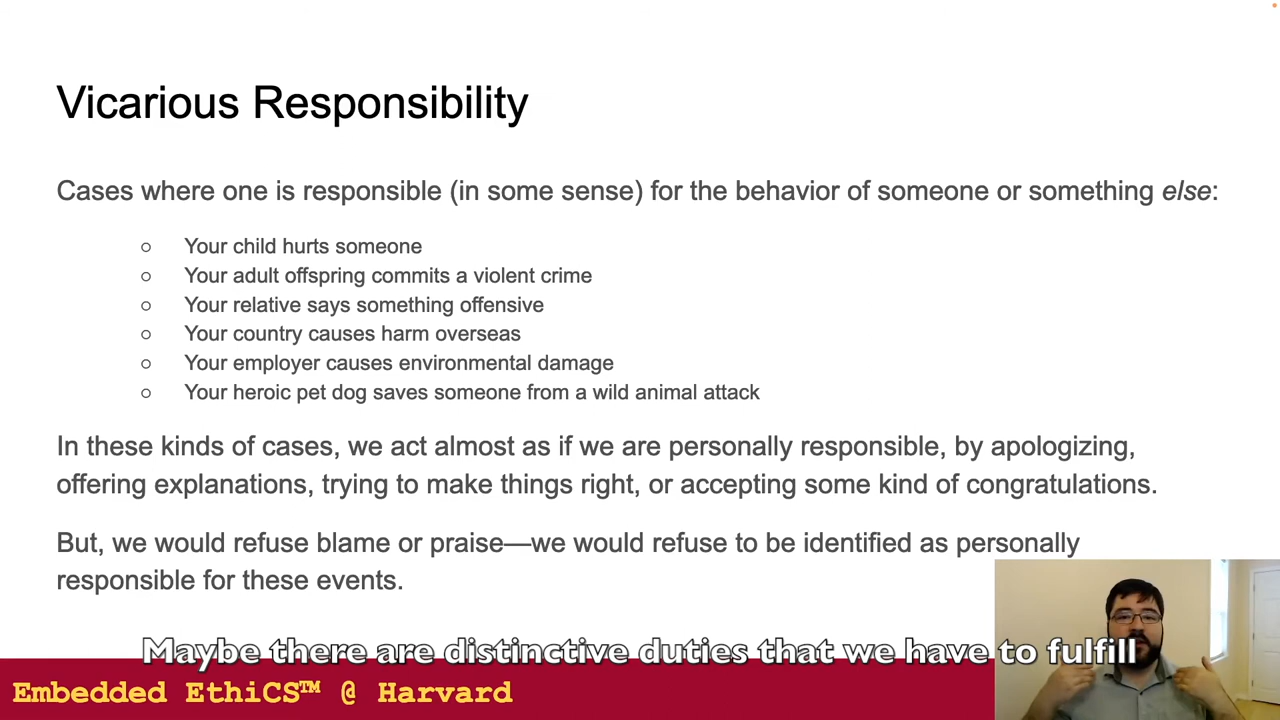 Vicarious Responsibility
Cases where one is responsible (in some sense) for the behavior of someone or something else:
○ Your child hurts someone
○ Your adult offspring commits a violent crime
○ Your relative says something offensive
○ Your country causes harm overseas
○ Your employer causes environmental damage
○ Your heroic pet dog saves someone from a wild animal attack
In these kinds of cases, we act almost as if we are personally responsible, by apologizing,
offering explanations, trying to make things right, or accepting some kind of congratulations.
But, we would refuse blame or praise—we would refuse to be identified as personally
responsible for these events.
Maybe there are distinctive duties that we have to fulfill
Embedded EthiCS™ @ Harvard